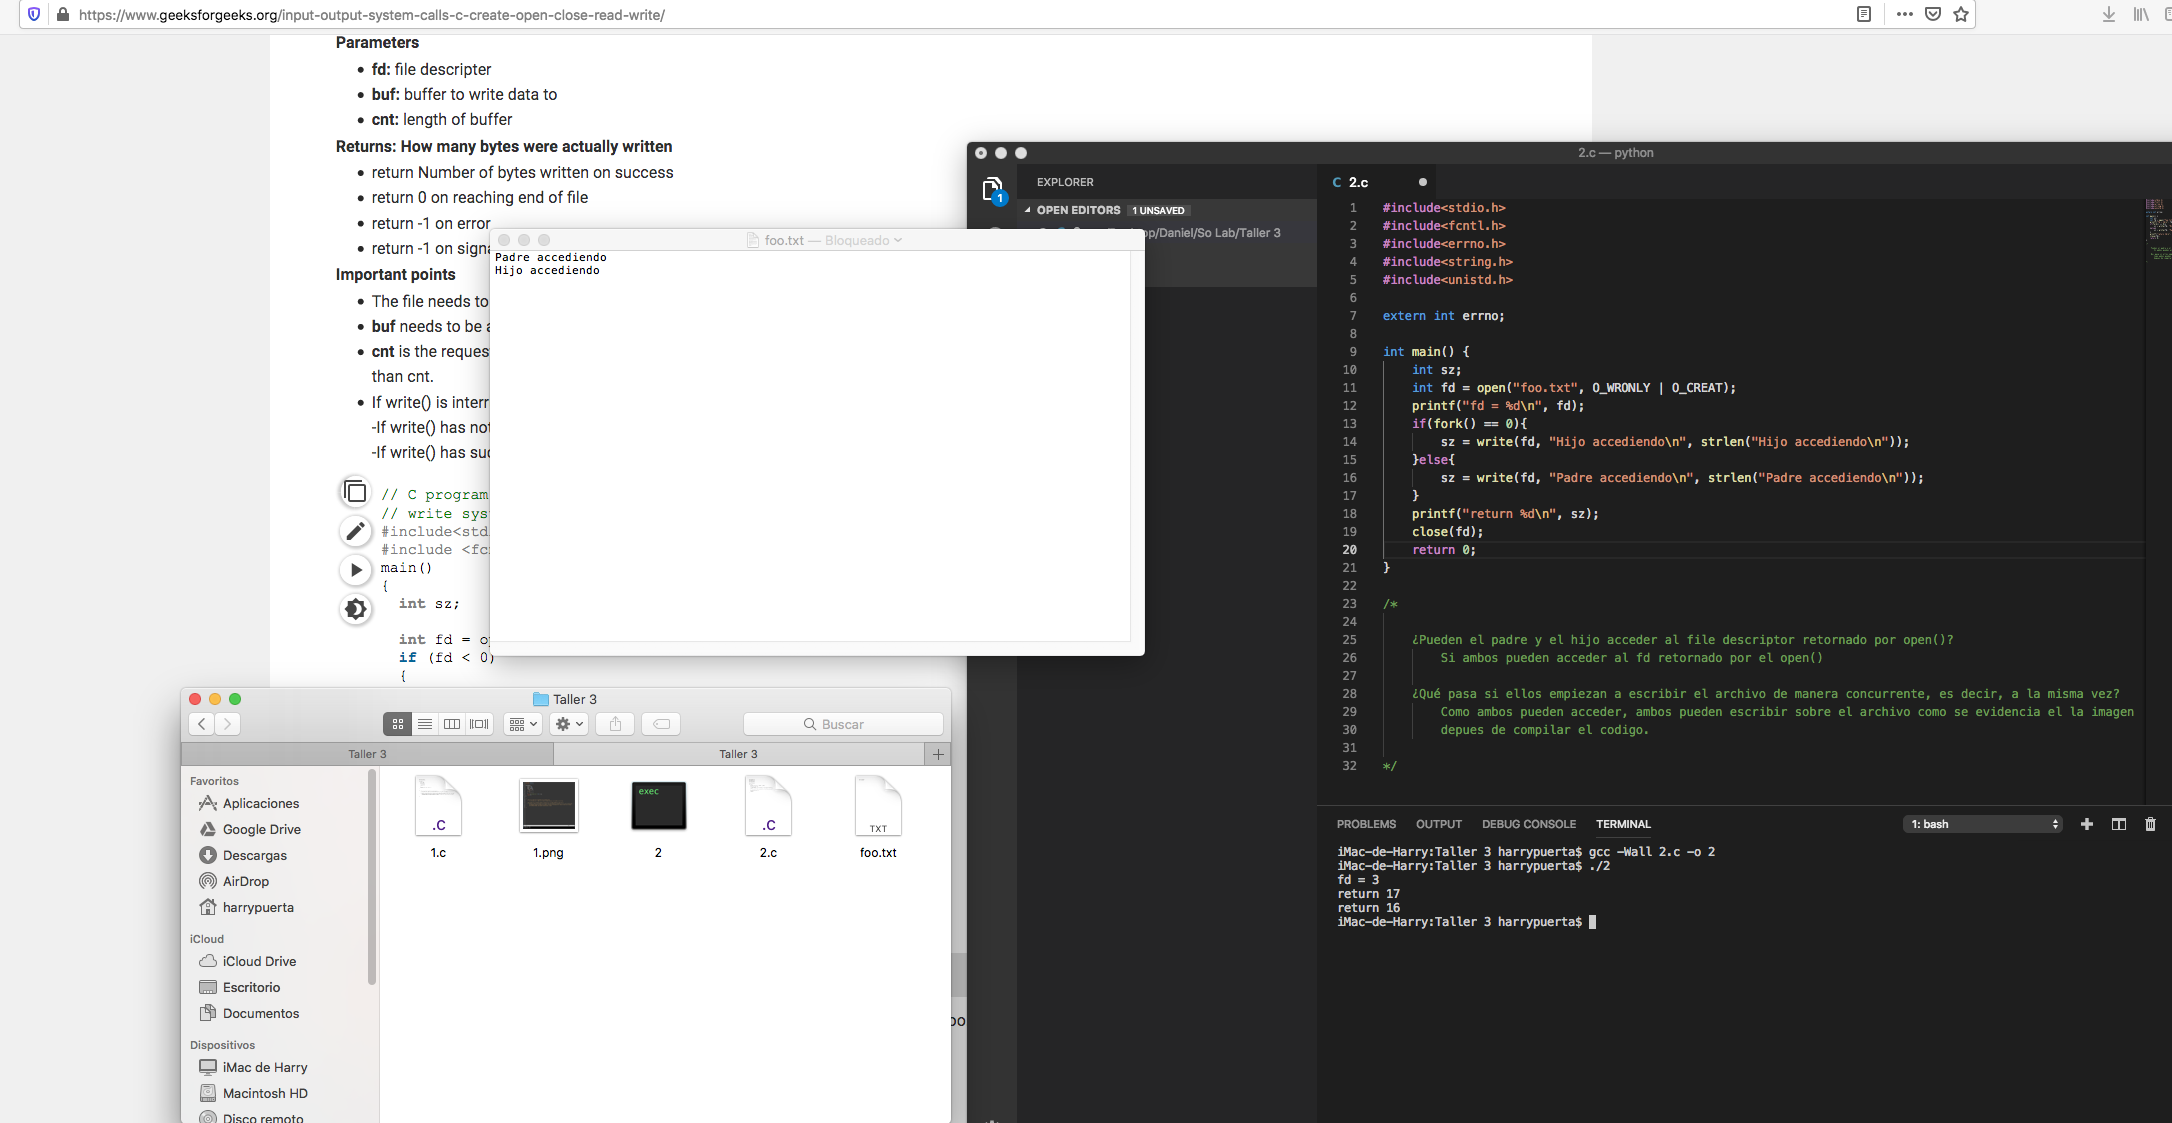 https://www.geeksforgeeks.org/input-output-system-calls-c-create-open-close-read-write/
Parameters
fd: file descripter
buf: buffer to write data to
cnt: length of buffer
Returns: How many bytes were actually written
return Number of bytes written on success
return 0 on reaching end of file
return -1 on error
return -1 on signa
Important points
The file needs to
buf needs to be a
cnt is the reques
than cnt.
If write() is interr
-If write() has not
-If write() has su
// C program
// write sys
#include<std
#include <fc
main()
{
int sz;
int fd = o
if (fd < 0)
{
foo.txt — Bloqueado
Padre accediendo
Hijo accediendo
Taller 3
Buscar
Taller 3
Taller 3
Favoritos
Aplicaciones
Google Drive
Descargas
AirDrop
harrypuerta
iCloud
iCloud Drive
Escritorio
Documentos
Dispositivos
iMac de Harry
Macintosh HD
Disco remoto
.C
exec
.C
TXT
1.c
1.png
2
2.c
foo.txt
2.c — python
1
EXPLORER
OPEN EDITORS 1 UNSAVED
op/Daniel/So Lab/Taller 3
C 2.c
1 #include<stdio.h>
2 #include<fcntl.h>
3 #include<errno.h>
4 #include<string.h>
5 #include<unistd.h>
6
7 extern int errno;
8
9 int main() {
10 int sz;
11 int fd = open("foo.txt", O_WRONLY | O_CREAT);
12 printf("fd = %d\n", fd);
13 if(fork() == 0){
14 sz = write(fd, "Hijo accediendo\n", strlen("Hijo accediendo\n"));
15 }else{
16 sz = write(fd, "Padre accediendo\n", strlen("Padre accediendo\n"));
17 }
18 printf("return %d\n", sz);
19 close(fd);
20 return 0;
21 }
22
23 /*
24
25 ¿Pueden el padre y el hijo acceder al file descriptor retornado por open()?
26 Si ambos pueden acceder al fd retornado por el open()
27
28 ¿Qué pasa si ellos empiezan a escribir el archivo de manera concurrente, es decir, a la misma vez?
29 Como ambos pueden acceder, ambos pueden escribir sobre el archivo como se evidencia el la imagen
30 depues de compilar el codigo.
31
32 */
PROBLEMS OUTPUT DEBUG CONSOLE TERMINAL
1: bash
iMac-de-Harry:Taller 3 harrypuerta$ gcc -Wall 2.c -o 2
iMac-de-Harry:Taller 3 harrypuerta$ ./2
fd = 3
return 17
return 16
iMac-de-Harry:Taller 3 harrypuerta$